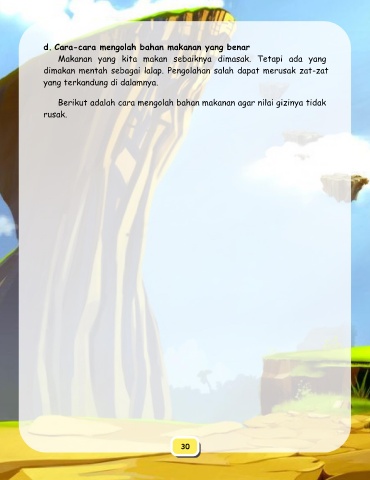 d. Cara-cara mengolah bahan makanan yang benar
Makanan yang kita makan sebaiknya dimasak. Tetapi ada yang
dimakan mentah sebagai lalap. Pengolahan salah dapat merusak zat-zat
yang terkandung di dalamnya.
Berikut adalah cara mengolah bahan makanan agar nilai gizinya tidak
rusak.
30